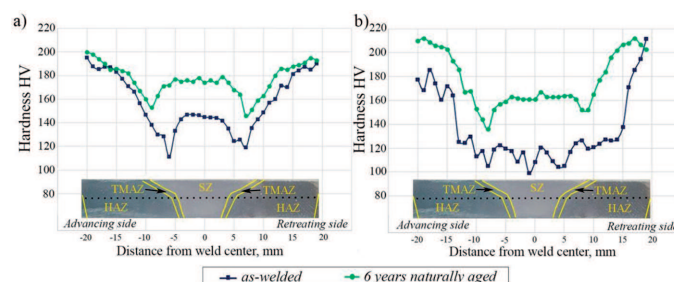 a)
Hardness HV
220
200
180
160
140
120
100
80
TMAZ
SZ
TMAZ
HAZ
HAZ
Advancing side
Retreating side
-20 -15 -10 -5 0 5 10 15 20
Distance from weld center, mm
b)
Hardness HV
220
200
180
160
140
120
100
80
TMAZ
SZ
TMAZ
HAZ
HAZ
Advancing side
Retreating side
-20 -15 -10 -5 0 5 10 15 20
Distance from weld center, mm
as-welded 6 years naturally aged